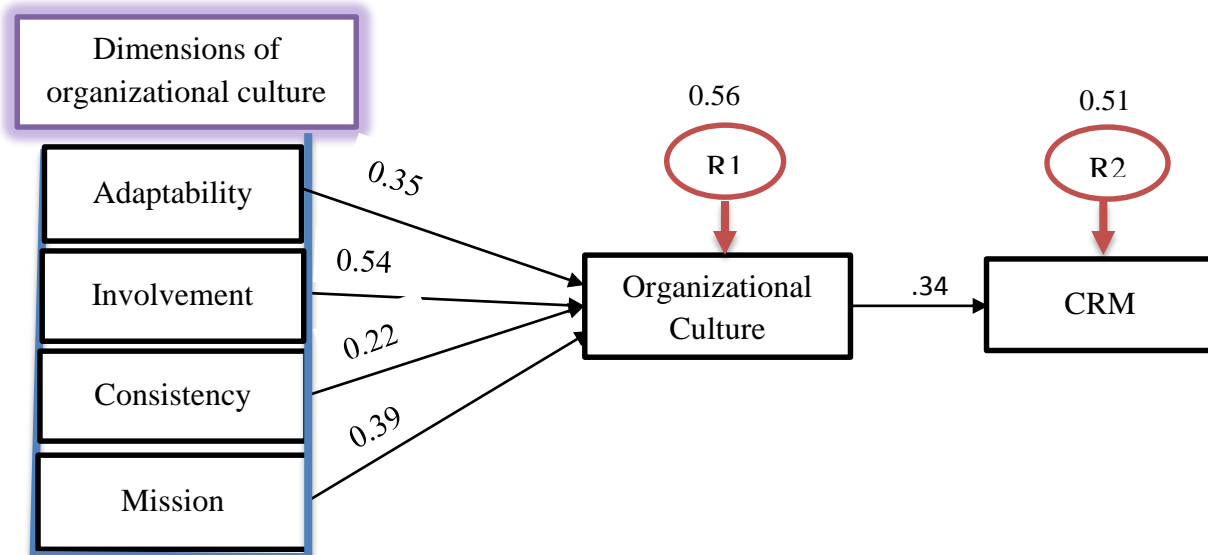 Dimensions of
organizational culture
Adaptability
Involvement
Consistency
Mission
0.35
0.54
0.22
0.39
0.56
R1
Organizational
Culture
.34
0.51
R2
CRM